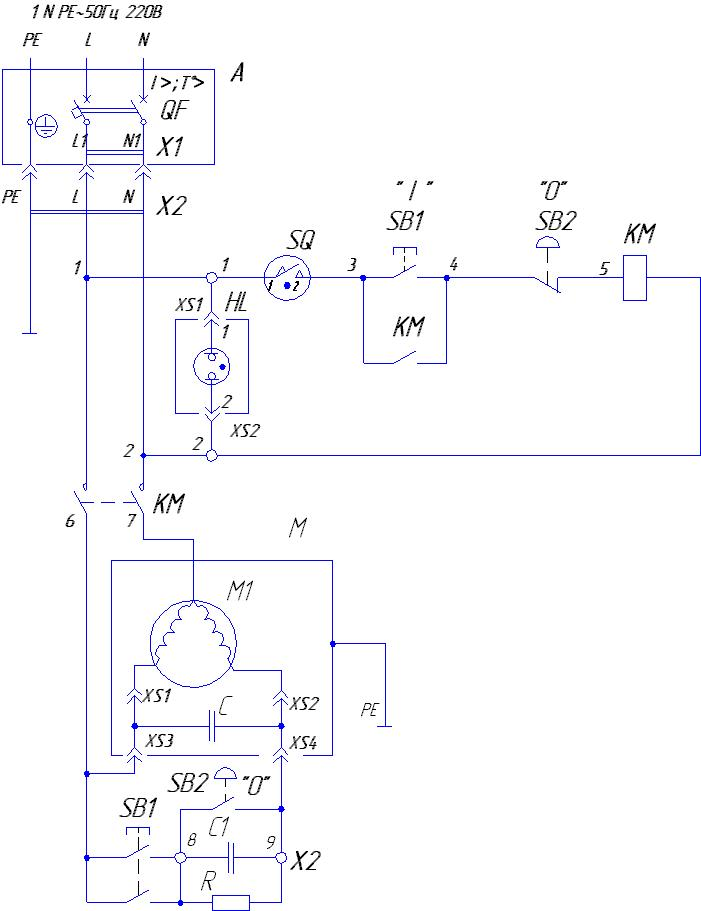 1 N PE~50Гц 220В
PE L N
A
I>;T°>
QF
L1 N1 X1
PE L N X2
"I" "0"
SB1 SB2 KM
SQ
1 1 3 4 5
1 2
XS1 HL
1
KM
2
XS2
2 2
KM
6 7
M
M1
XS1 C XS2
PE
XS3 XS4
SB2 "0"
SB1 C1
8 9
X2
R